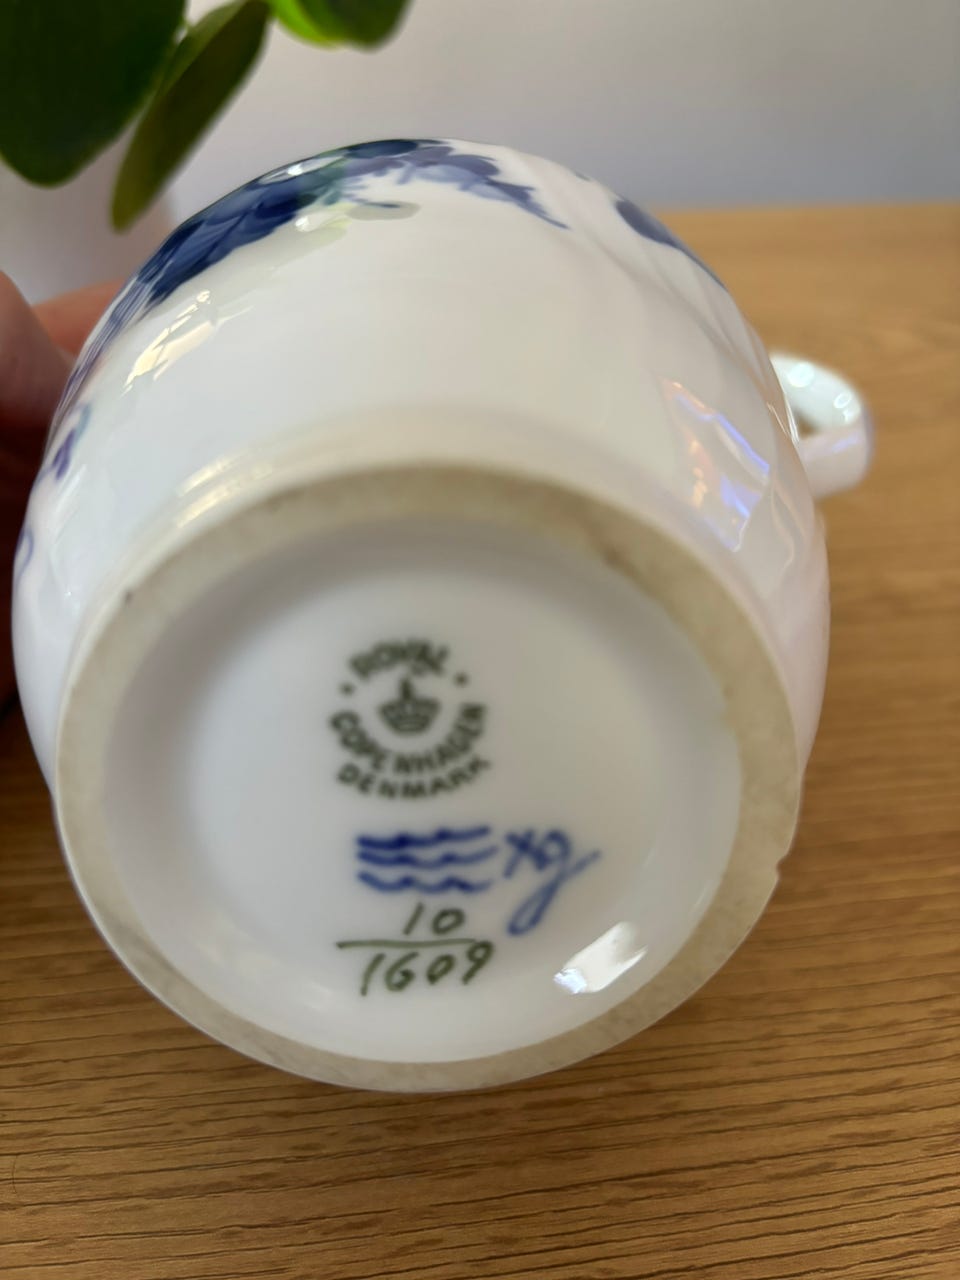 ROYAL
COPENHAGEN
DENMARK
10
1609